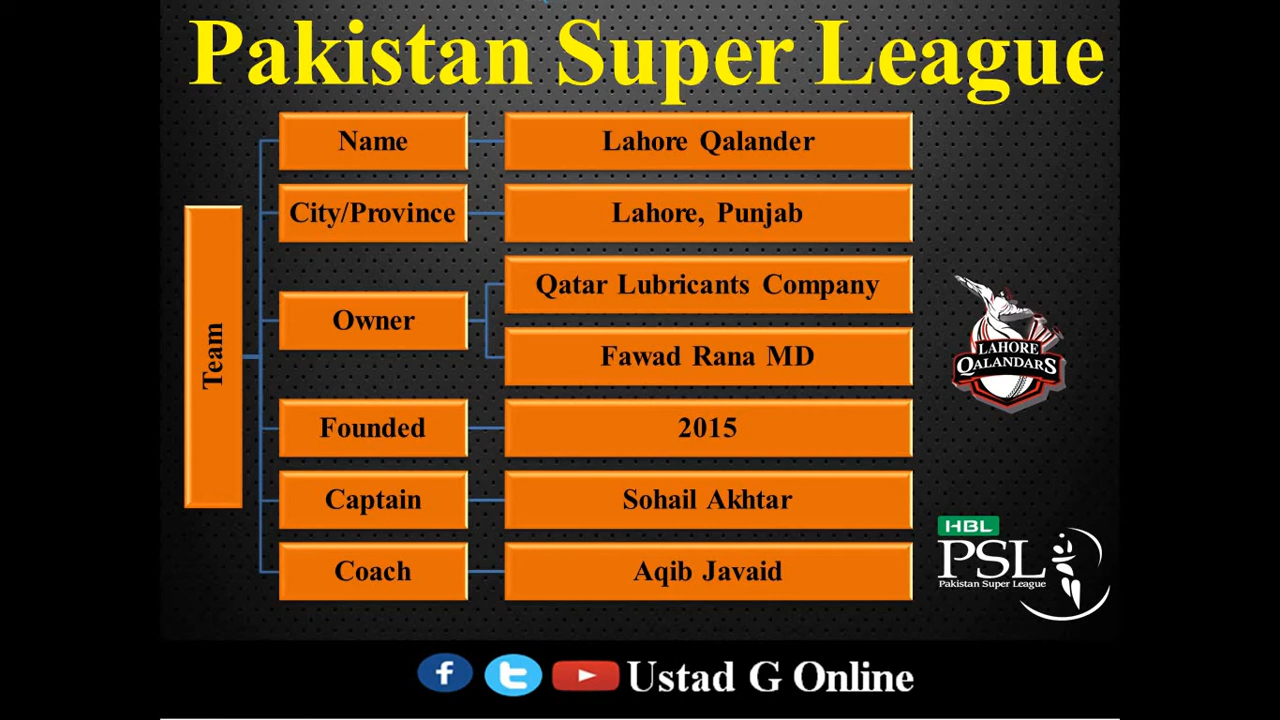 Pakistan Super League
Team
Name
Lahore Qalander
City/Province
Lahore, Punjab
Owner
Qatar Lubricants Company
Fawad Rana MD
Founded
2015
Captain
Sohail Akhtar
Coach
Aqib Javaid
LAHORE
QALANDARS
HBL
PSL
Pakistan Super League
Ustad G Online